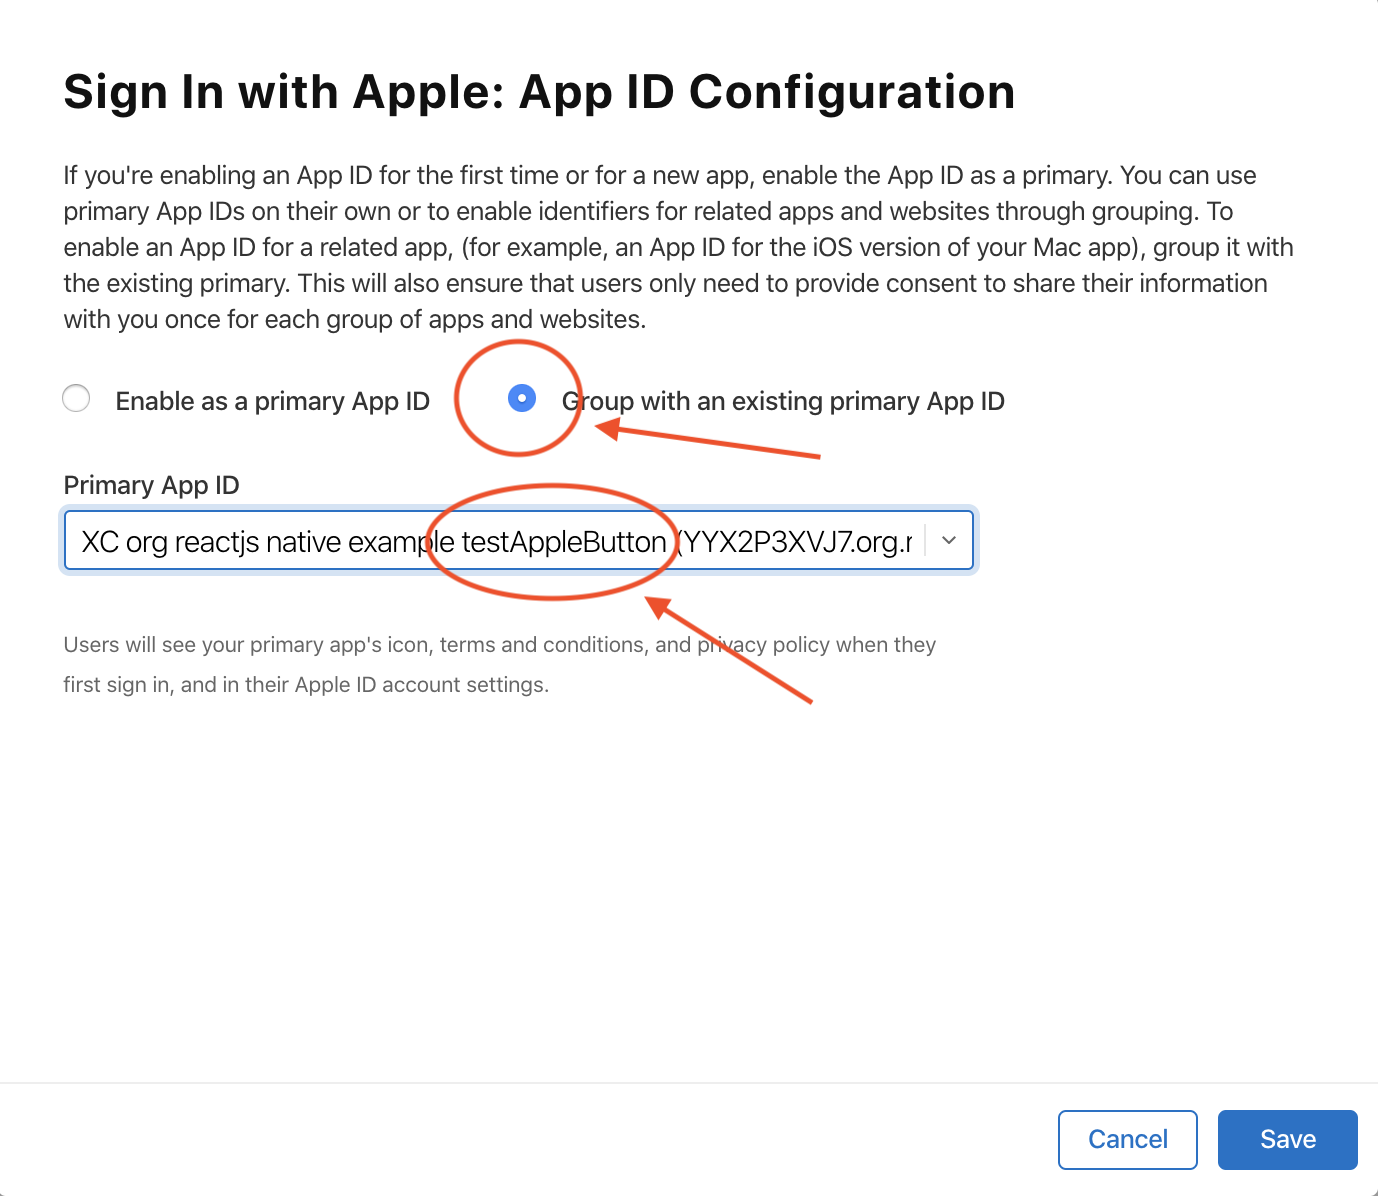 Sign In with Apple: App ID Configuration
If you're enabling an App ID for the first time or for a new app, enable the App ID as a primary. You can use
primary App IDs on their own or to enable identifiers for related apps and websites through grouping. To
enable an App ID for a related app, (for example, an App ID for the iOS version of your Mac app), group it with
the existing primary. This will also ensure that users only need to provide consent to share their information
with you once for each group of apps and websites.
Enable as a primary App ID Group with an existing primary App ID
Primary App ID
XC org reactjs native example testAppleButton (YYX2P3XVJ7.org.r
Users will see your primary app's icon, terms and conditions, and privacy policy when they
first sign in, and in their Apple ID account settings.
Cancel Save